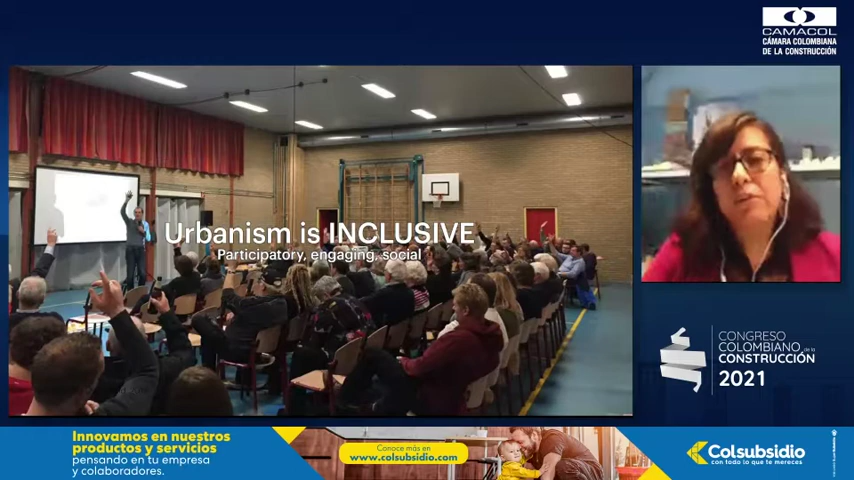 CAMACOL
CÁMARA COLOMBIANA
DE LA CONSTRUCCIÓN
Urbanism is INCLUSIVE
Participatory, engaging, social
CONGRESO
COLOMBIANO de la
CONSTRUCCIÓN
2021
Innovamos en nuestros
productos y servicios
pensando en tu empresa
y colaboradores.
Conoce más en
www.colsubsidio.com
Colsubsidio
con todo lo que te mereces